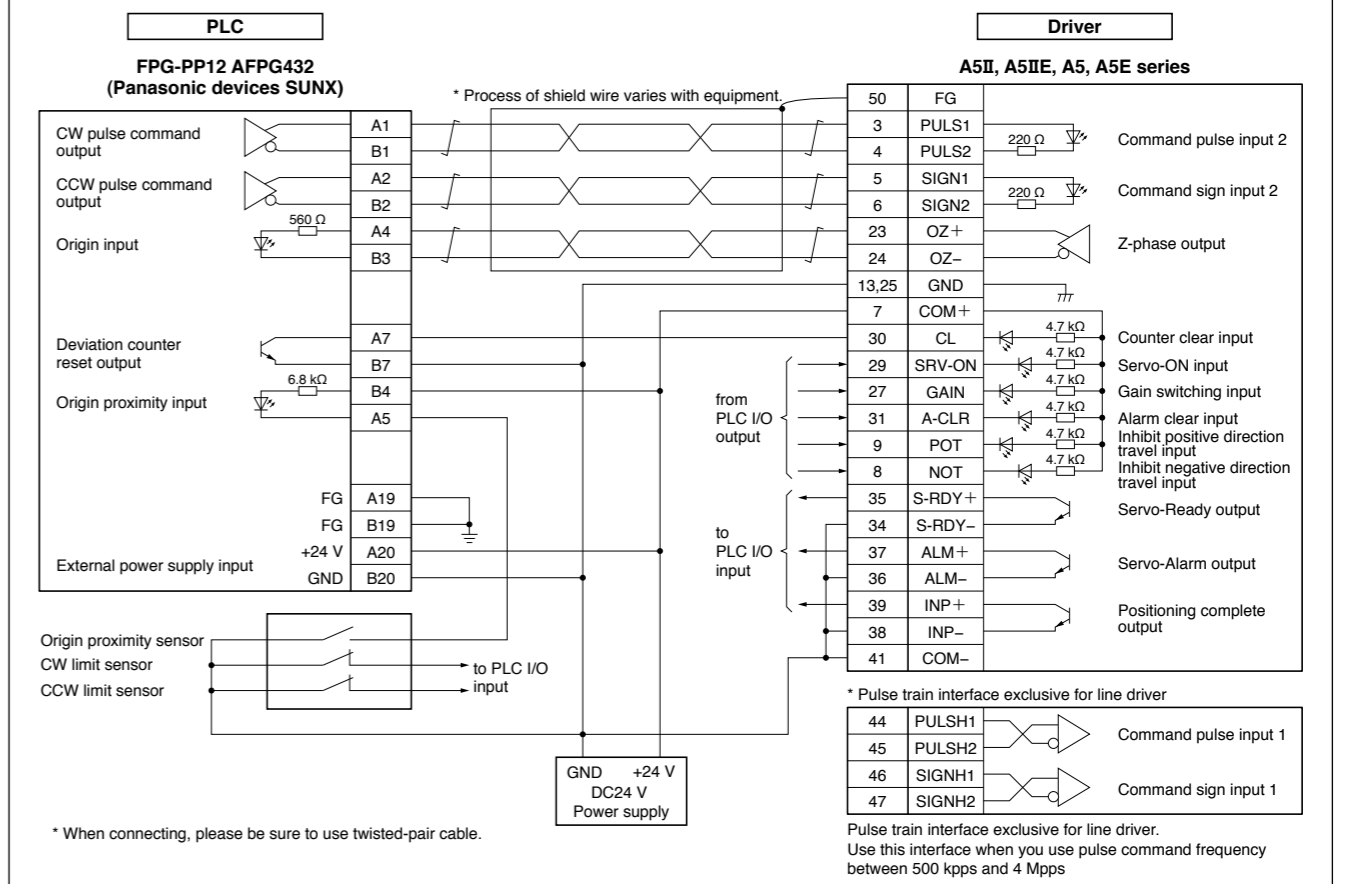 PLC
Driver
FPG-PP12 AFPG432
(Panasonic devices SUNX)
A5II, A5IIE, A5, A5E series
* Process of shield wire varies with equipment.
50 FG
CW pulse command
output
A1
B1
3 PULS1
4 PULS2
220 Ω
Command pulse input 2
CCW pulse command
output
A2
B2
5 SIGN1
6 SIGN2
220 Ω
Command sign input 2
Origin input
560 Ω
A4
B3
23 OZ+
24 OZ−
Z-phase output
13,25 GND
7 COM+
Deviation counter
reset output
A7
B7
30 CL
4.7 kΩ
Counter clear input
29 SRV-ON
4.7 kΩ
Servo-ON input
Origin proximity input
6.8 kΩ
B4
A5
from
PLC I/O
output
27 GAIN
4.7 kΩ
Gain switching input
31 A-CLR
4.7 kΩ
Alarm clear input
9 POT
4.7 kΩ
Inhibit positive direction
travel input
8 NOT
4.7 kΩ
Inhibit negative direction
travel input
FG A19
FG B19
+24 V A20
GND B20
External power supply input
to
PLC I/O
input
35 S-RDY+
34 S-RDY−
Servo-Ready output
37 ALM+
36 ALM−
Servo-Alarm output
39 INP+
38 INP−
Positioning complete
output
41 COM−
Origin proximity sensor
CW limit sensor
CCW limit sensor
to PLC I/O
input
* Pulse train interface exclusive for line driver
44 PULSH1
45 PULSH2
Command pulse input 1
46 SIGNH1
47 SIGNH2
Command sign input 1
GND +24 V
DC24 V
Power supply
* When connecting, please be sure to use twisted-pair cable.
Pulse train interface exclusive for line driver.
Use this interface when you use pulse command frequency
between 500 kpps and 4 Mpps